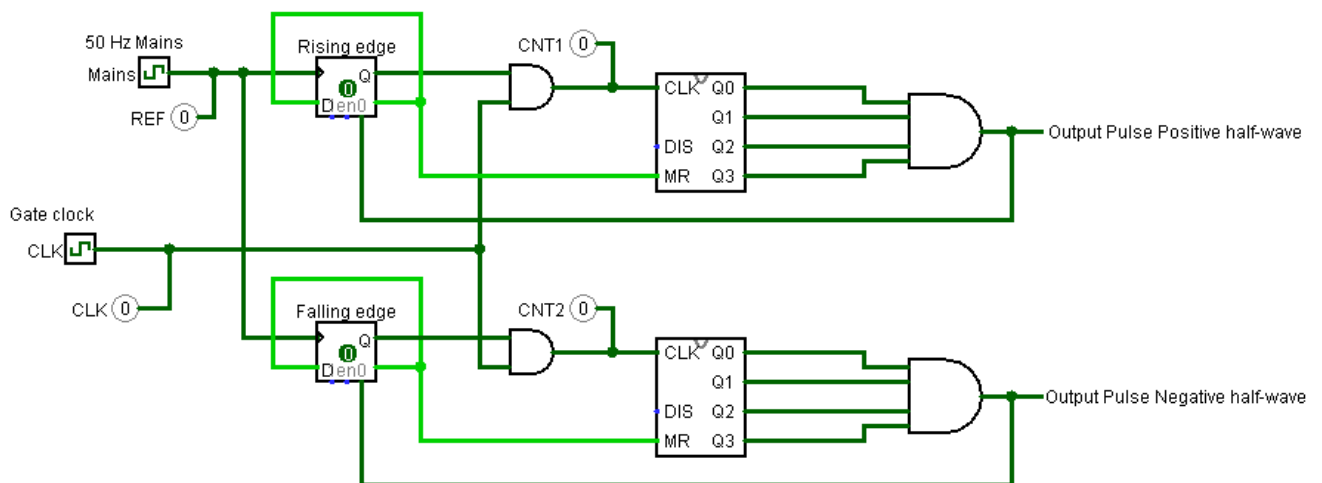 50 Hz Mains
Mains
REF 0
Rising edge
Q
0
D en 0
CNT1 0
CLK Q0
Q1
DIS Q2
MR Q3
Output Pulse Positive half-wave
Gate clock
CLK
CLK 0
Falling edge
Q
0
D en 0
CNT2 0
CLK Q0
Q1
DIS Q2
MR Q3
Output Pulse Negative half-wave